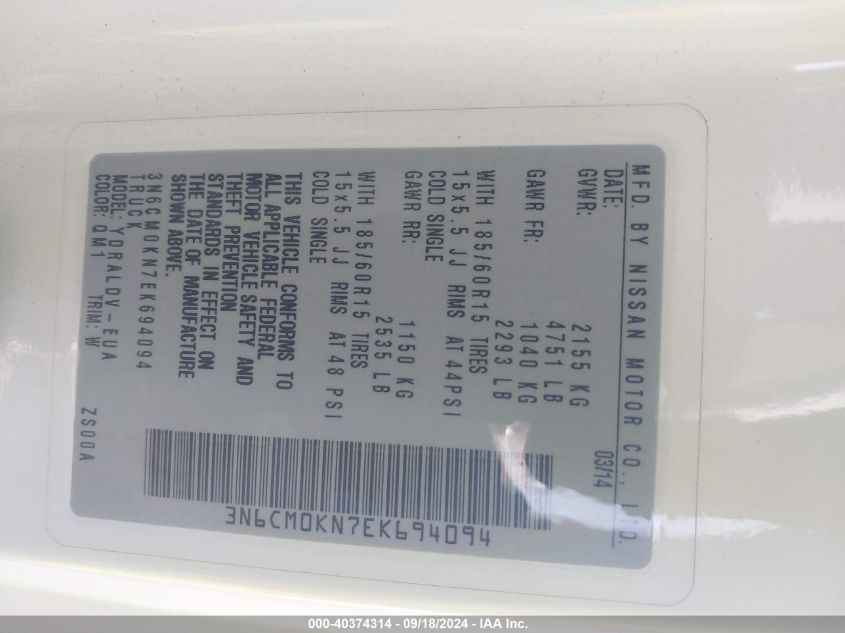 MFD. BY NISSAN MOTOR CO., LTD.
DATE: 03/14
GVWR: 2155 KG
4751 LB
GAWR FR: 1040 KG
2293 LB
WITH 185/60R15 TIRES
15x5.5 JJ RIMS AT 44PSI
COLD SINGLE
GAWR RR: 1150 KG
2535 LB
WITH 185/60R15 TIRES
15x5.5 JJ RIMS AT 48 PSI
COLD SINGLE
THIS VEHICLE CONFORMS TO
ALL APPLICABLE FEDERAL
MOTOR VEHICLE SAFETY AND
THEFT PREVENTION
STANDARDS IN EFFECT ON
THE DATE OF MANUFACTURE
SHOWN ABOVE.
3N6CM0KN7EK694094
TRUCK
MODEL: YDRALDV-EUA
COLOR: QM1 TRIM: W ZS00A
3N6CM0KN7EK694094
000-40374314 - 09/18/2024 - IAA Inc.